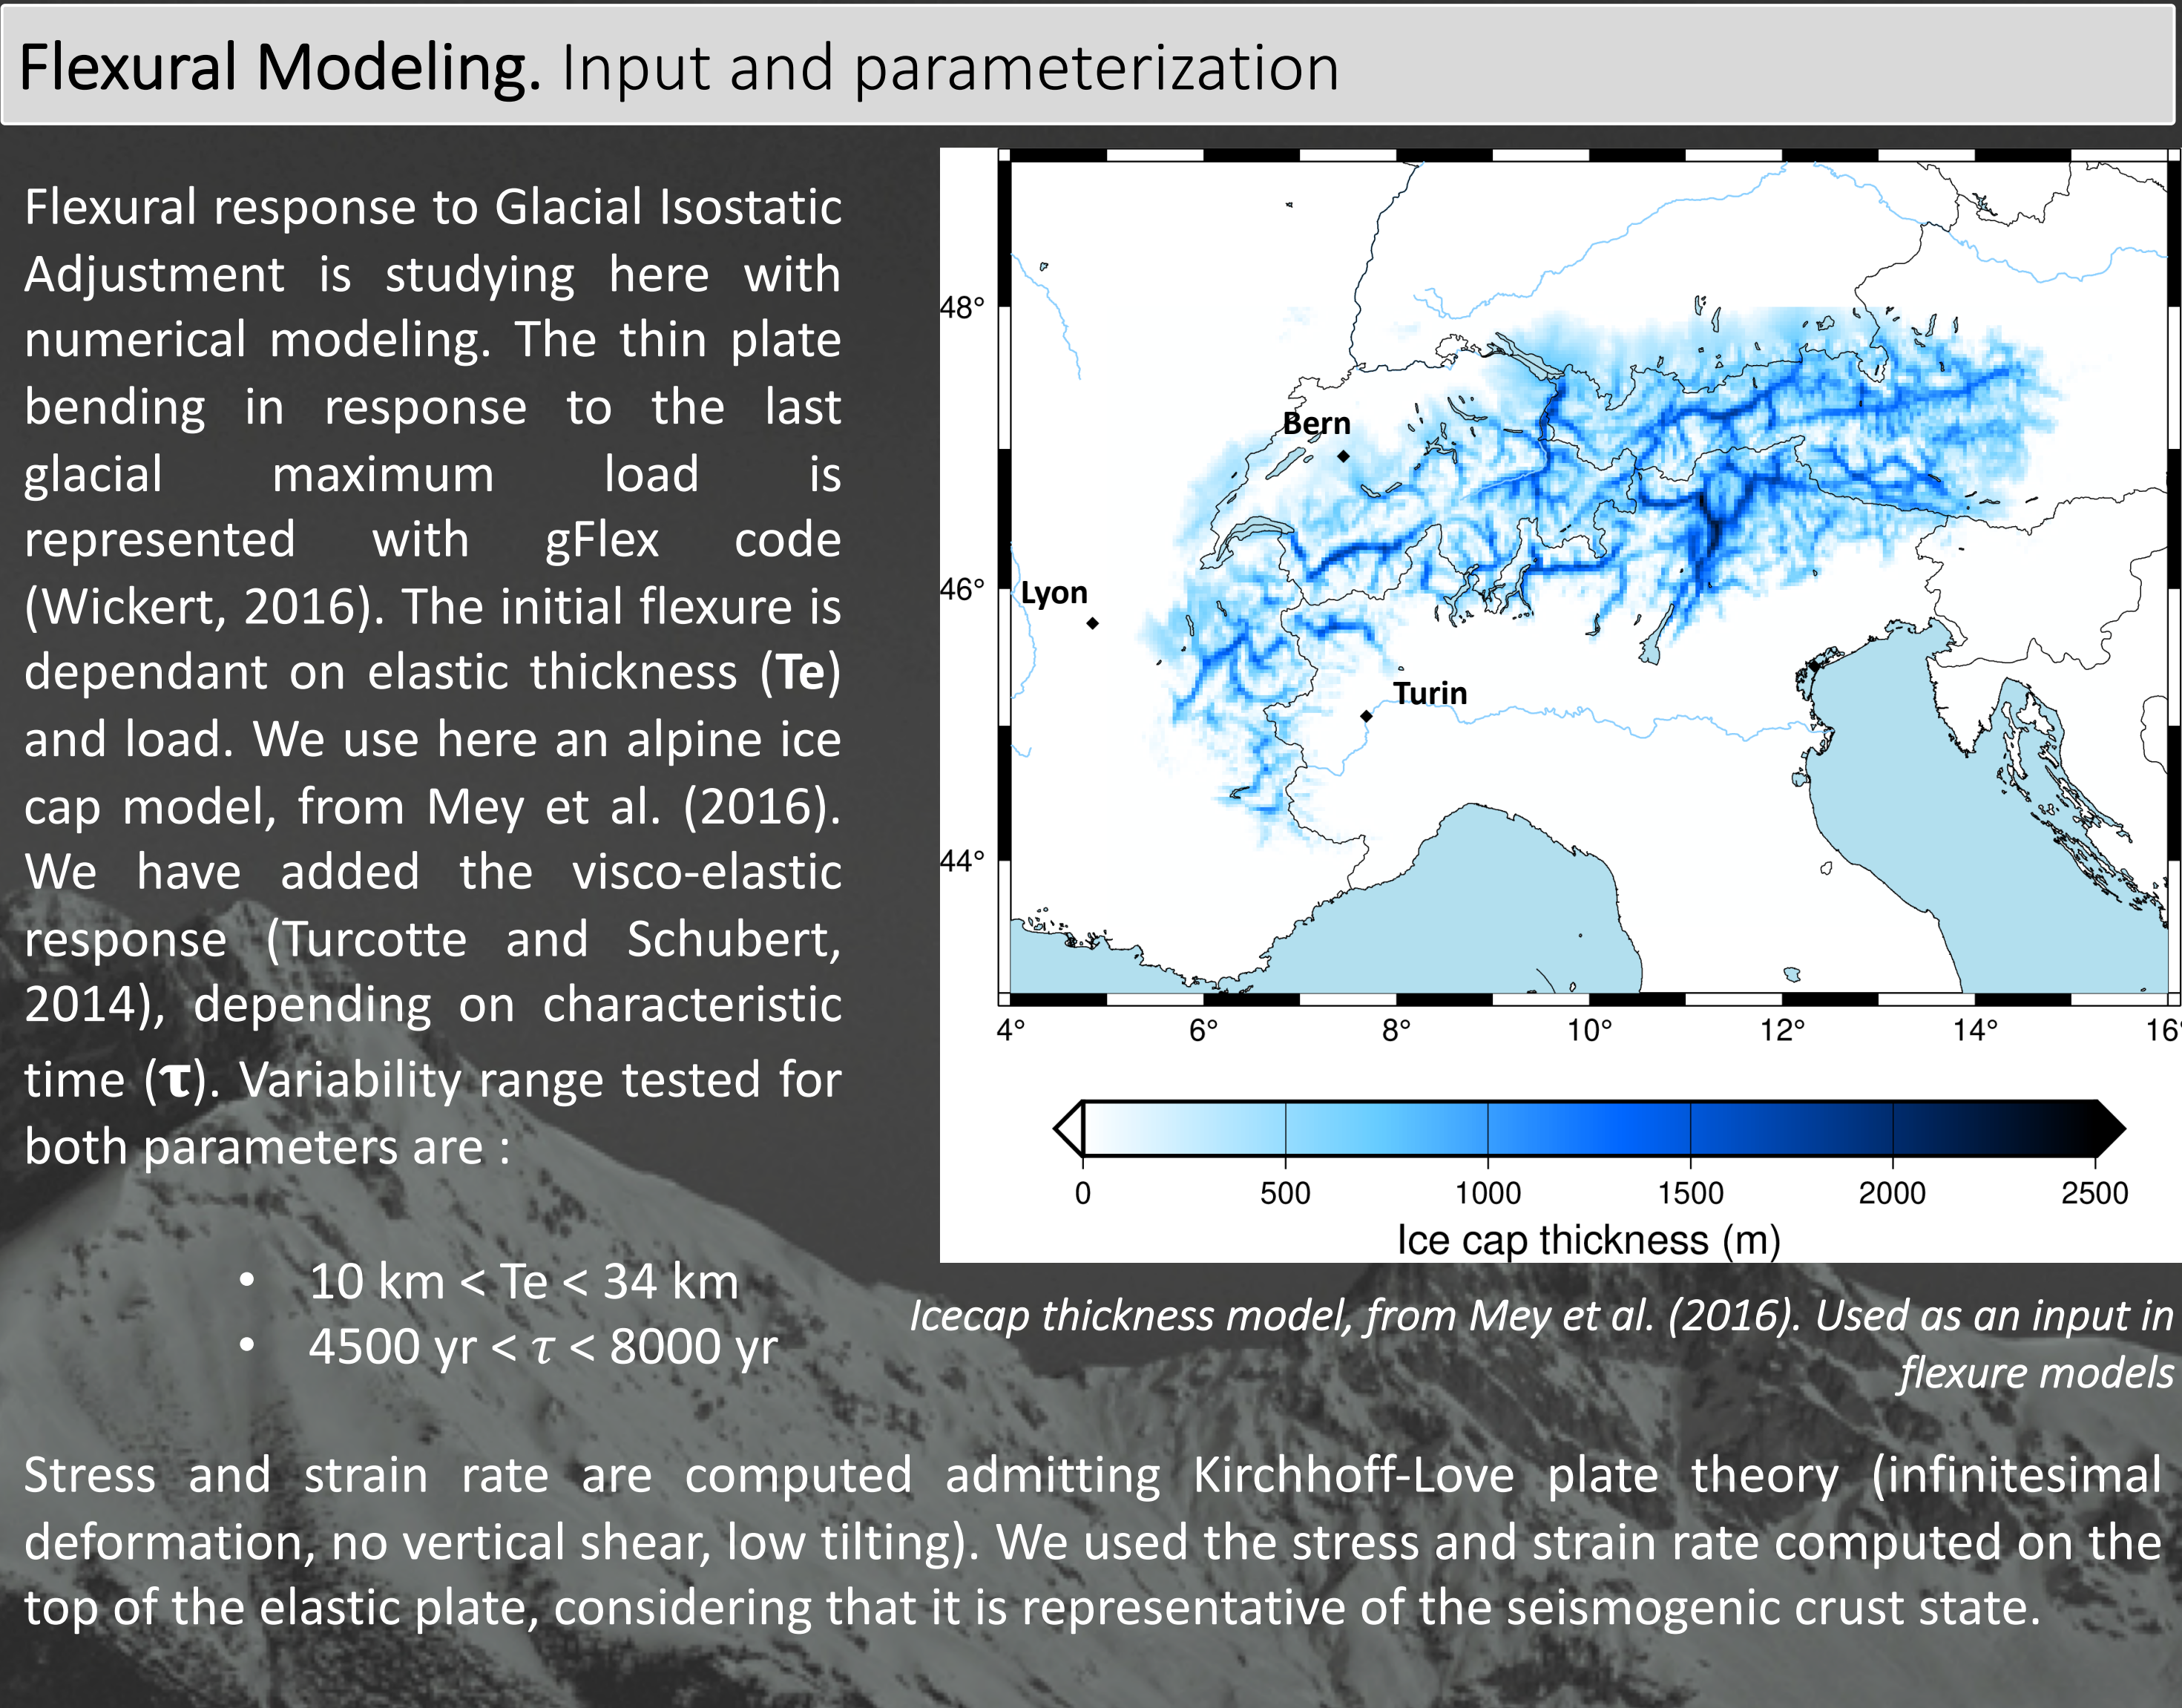 Flexural Modeling. Input and parameterization
Flexural response to Glacial Isostatic
Adjustment is studying here with
numerical modeling. The thin plate
bending in response to the last
glacial maximum load is
represented with gFlex code
(Wickert, 2016). The initial flexure is
dependant on elastic thickness (Te)
and load. We use here an alpine ice
cap model, from Mey et al. (2016).
We have added the visco-elastic
response (Turcotte and Schubert,
2014), depending on characteristic
time (τ). Variability range tested for
both parameters are :
• 10 km < Te < 34 km
• 4500 yr < τ < 8000 yr
48°
46°
44°
Bern
Lyon
Turin
4° 6° 8° 10° 12° 14° 16°
0 500 1000 1500 2000 2500
Ice cap thickness (m)
Icecap thickness model, from Mey et al. (2016). Used as an input in
flexure models
Stress and strain rate are computed admitting Kirchhoff-Love plate theory (infinitesimal
deformation, no vertical shear, low tilting). We used the stress and strain rate computed on the
top of the elastic plate, considering that it is representative of the seismogenic crust state.